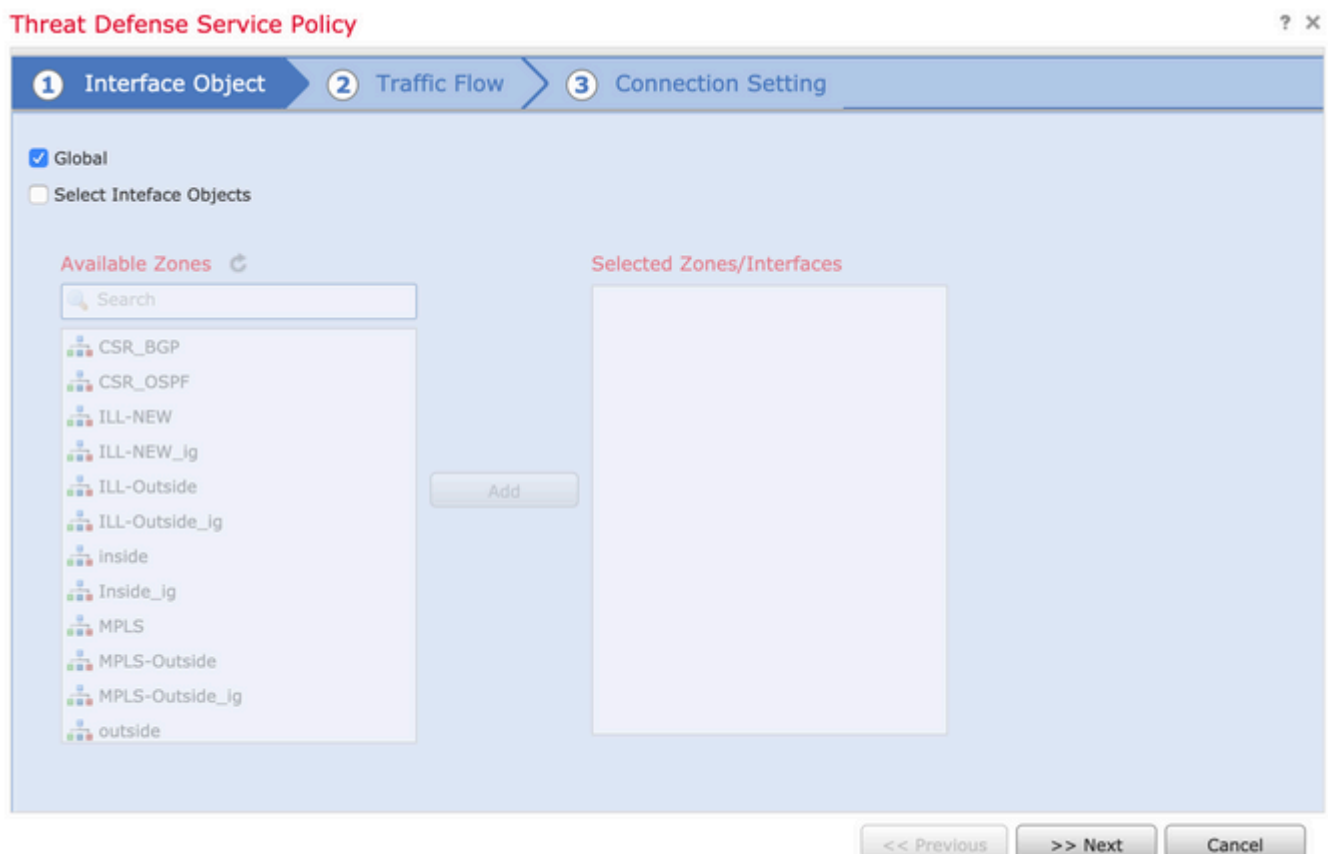 Threat Defense Service Policy
? ×
1 Interface Object 2 Traffic Flow 3 Connection Setting
Global
Select Inteface Objects
Available Zones
Selected Zones/Interfaces
Search
CSR_BGP
CSR_OSPF
ILL-NEW
ILL-NEW_ig
ILL-Outside
Add
ILL-Outside_ig
inside
Inside_ig
MPLS
MPLS-Outside
MPLS-Outside_ig
outside
<< Previous
>> Next
Cancel